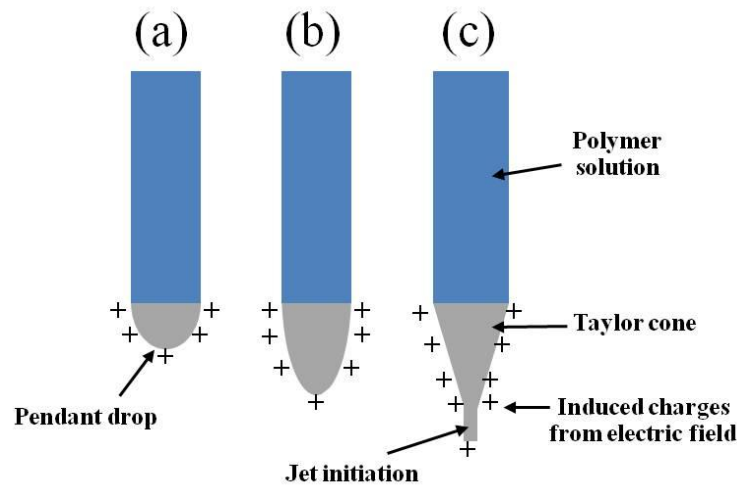 (a) (b) (c)
Polymer
solution
Taylor cone
Pendant drop
Induced charges
from electric field
Jet initiation